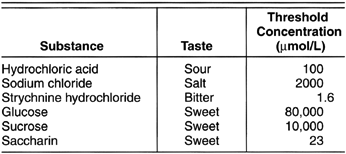 Substance Taste Threshold Concentration (μmol/L)
Hydrochloric acid Sour 100
Sodium chloride Salt 2000
Strychnine hydrochloride Bitter 1.6
Glucose Sweet 80,000
Sucrose Sweet 10,000
Saccharin Sweet 23